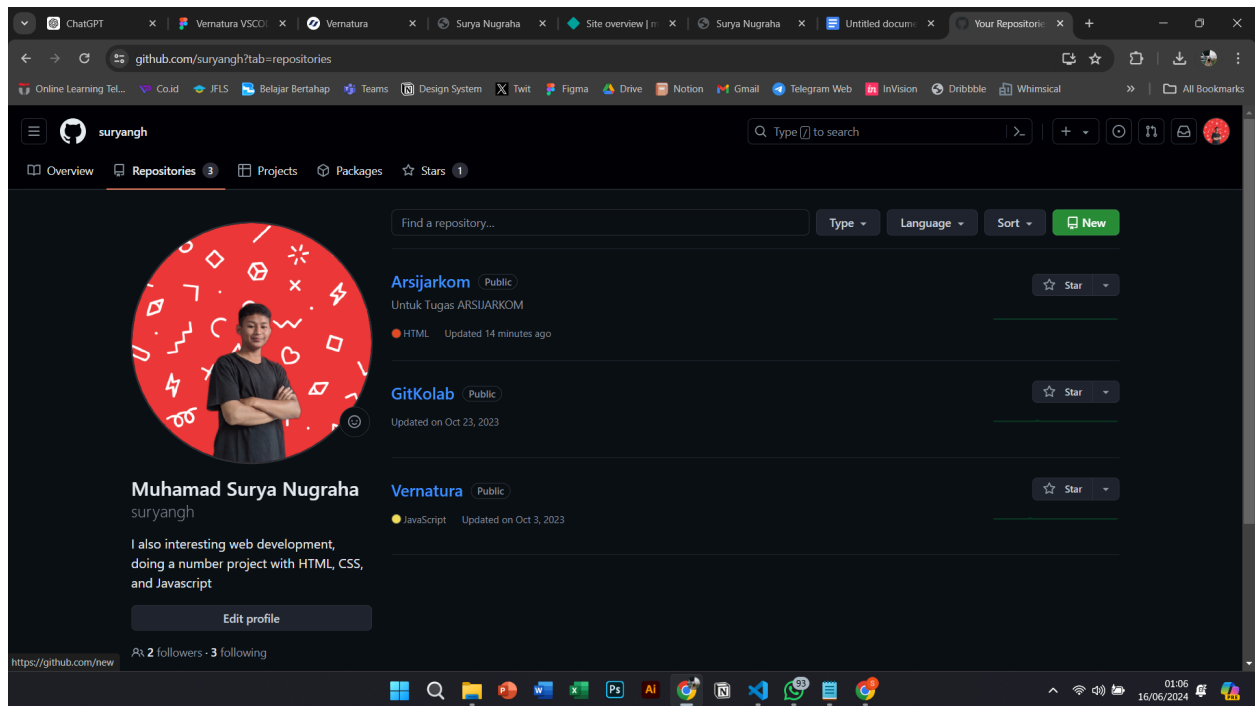 ChatGPT
Vernatura VSCO
Vernatura
Surya Nugraha
Site overview | m
Surya Nugraha
Untitled docume
Your Repositorie
github.com/suryangh?tab=repositories
Online Learning Tel...
Co.id
JFLS
Belajar Bertahap
Teams
Design System
Twit
Figma
Drive
Notion
Gmail
Telegram Web
InVision
Dribbble
Whimsical
All Bookmarks
suryangh
Type / to search
Overview
Repositories 3
Projects
Packages
Stars 1
Find a repository...
Type
Language
Sort
New
Arsijarkom Public
Star
Untuk Tugas ARSIJARKOM
HTML Updated 14 minutes ago
GitKolab Public
Star
Updated on Oct 23, 2023
Vernatura Public
Star
JavaScript Updated on Oct 3, 2023
Muhamad Surya Nugraha
suryangh
I also interesting web development,
doing a number project with HTML, CSS,
and Javascript
Edit profile
2 followers · 3 following
https://github.com/new
93
01:06
16/06/2024